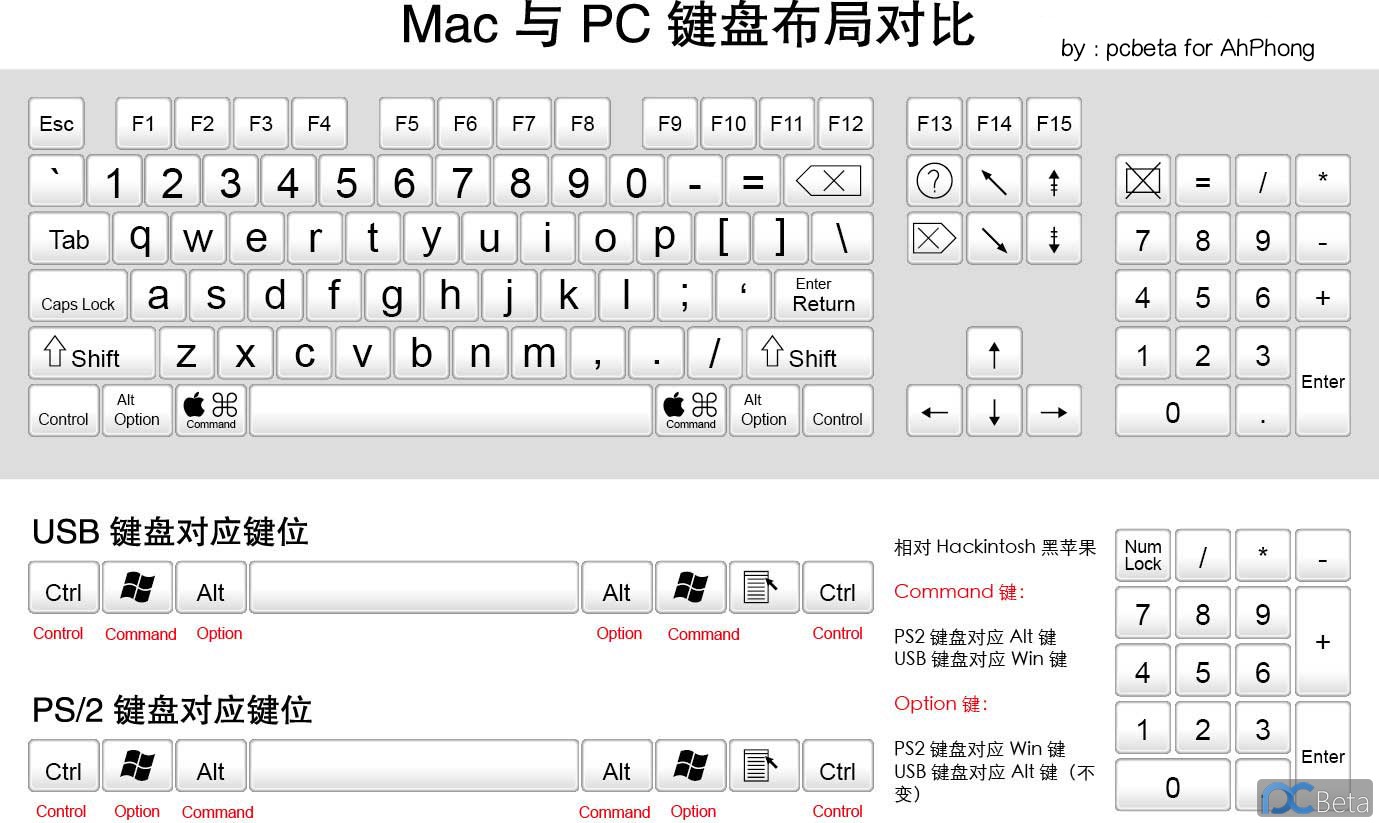 Mac 与 PC 键盘布局对比
by : pcbeta for AhPhong
Esc F1 F2 F3 F4 F5 F6 F7 F8 F9 F10 F11 F12 F13 F14 F15
` 1 2 3 4 5 6 7 8 9 0 - = ? = / *
Tab q w e r t y u i o p [ ] \ 7 8 9 -
Caps Lock a s d f g h j k l ; ‘ Enter Return 4 5 6 +
Shift z x c v b n m , . / Shift 1 2 3 Enter
Control Alt Option ⌘ Command ⌘ Command Alt Option Control 0 .
USB 键盘对应键位
Ctrl Alt Alt Ctrl
Control Command Option Option Command Control
PS/2 键盘对应键位
Ctrl Alt Alt Ctrl
Control Option Command Command Option Control
相对 Hackintosh 黑苹果
Command 键:
PS2 键盘对应 Alt 键
USB 键盘对应 Win 键
Option 键:
PS2 键盘对应 Win 键
USB 键盘对应 Alt 键（不
变）
Num Lock / * -
7 8 9 +
4 5 6
1 2 3 Enter
0
pcBeta